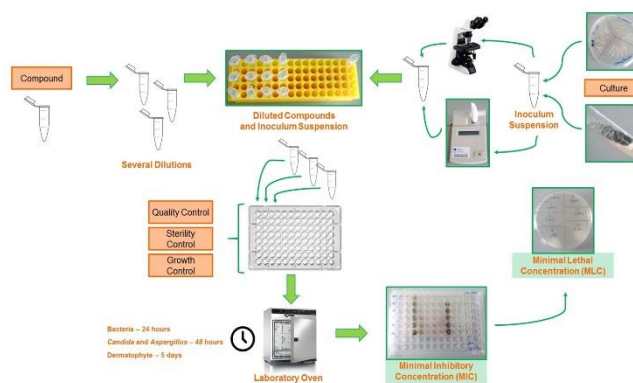 Compound
Several Dilutions
Diluted Compounds
and Inoculum Suspension
Inoculum
Suspension
Culture
Quality Control
Sterility
Control
Growth
Control
Bacteria – 24 hours
Candida and Aspergillus – 48 hours
Dermatophyte – 5 days
Laboratory Oven
Minimal Inhibitory
Concentration (MIC)
Minimal Lethal
Concentration (MLC)